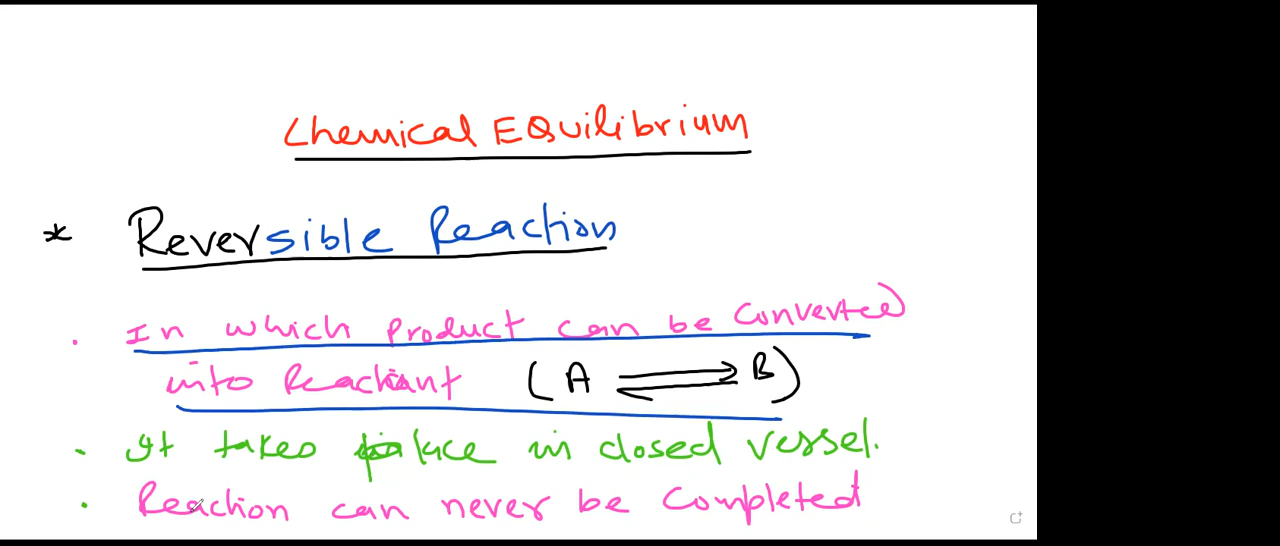 Chemical EQuilibrium
* Reversible Reaction
. In which product can be converted
into Reactant (A ⇌ B)
. It takes place in closed vessel.
. Reaction can never be completed